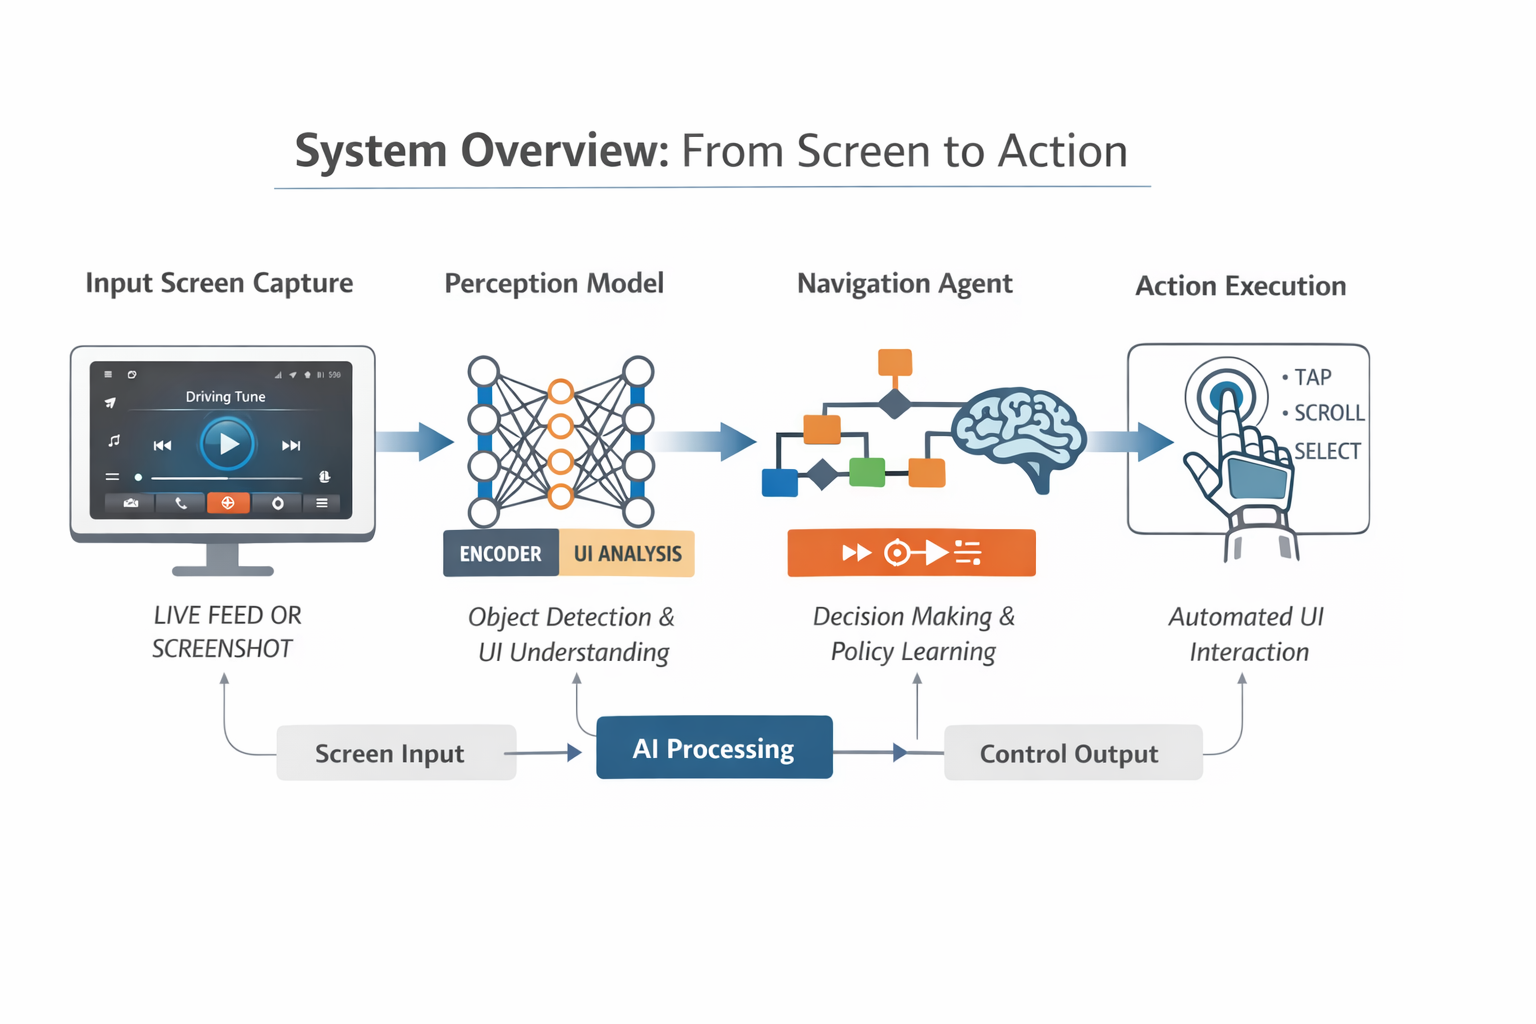 System Overview: From Screen to Action
Input Screen Capture
Perception Model
Navigation Agent
Action Execution
Driving Tune
• TAP
• SCROLL
SELECT
ENCODER
UI ANALYSIS
LIVE FEED OR
SCREENSHOT
Object Detection &
UI Understanding
Decision Making &
Policy Learning
Automated UI
Interaction
Screen Input
AI Processing
Control Output